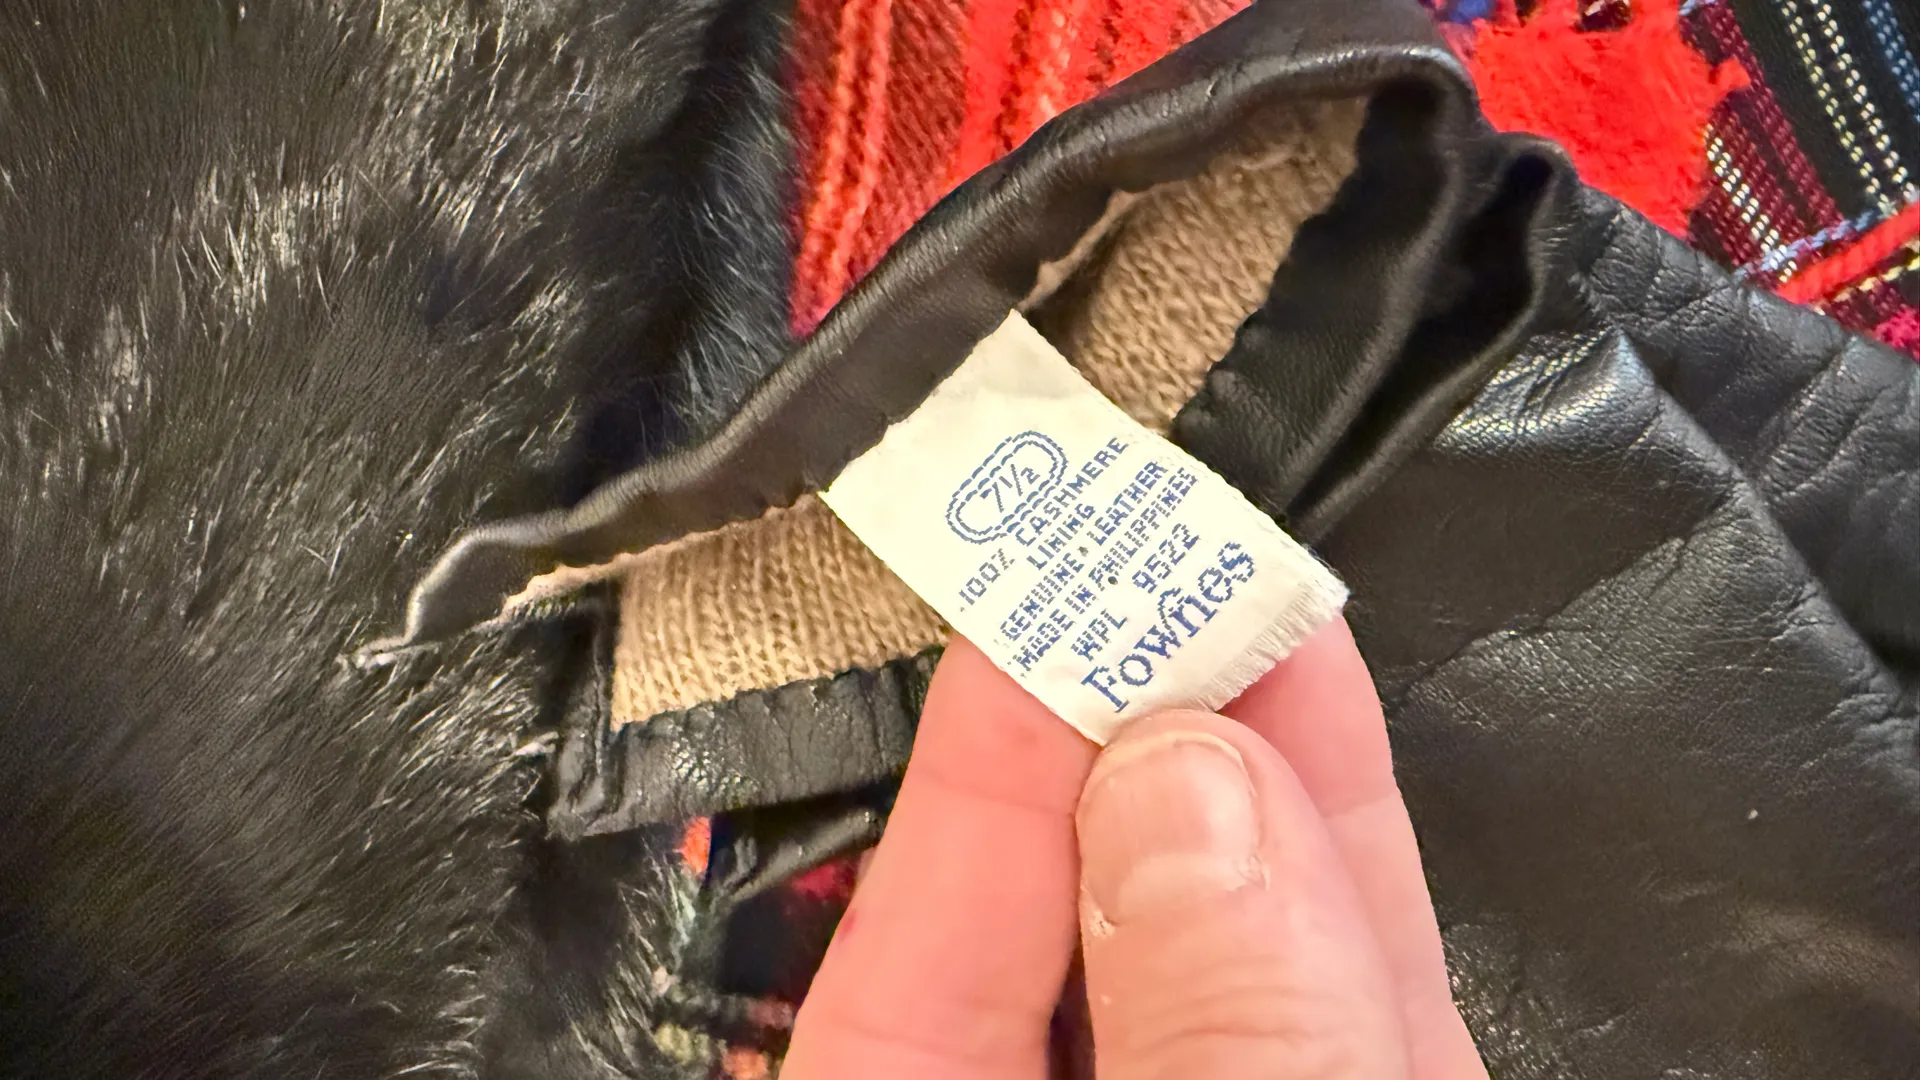 7½
100% CASHMERE
LINING
GENUINE LEATHER
MADE IN PHILIPPINES
WPL 9522
Fownes